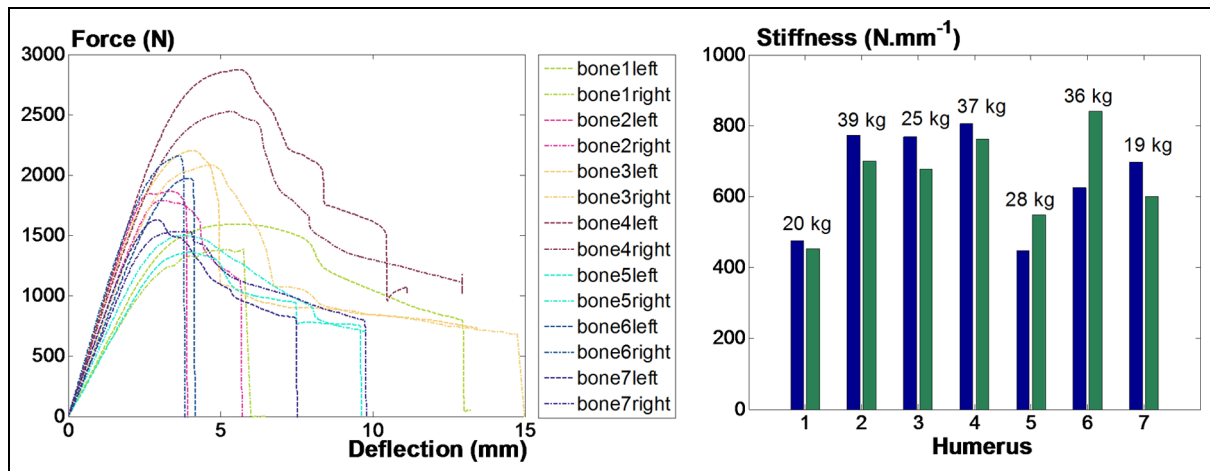 Force (N)
3000
2500
2000
1500
1000
500
0
0 5 10 15
Deflection (mm)
bone1left
bone1right
bone2left
bone2right
bone3left
bone3right
bone4left
bone4right
bone5left
bone5right
bone6left
bone6right
bone7left
bone7right
Stiffness (N.mm⁻¹)
1000
800
600
400
200
0
20 kg
39 kg
25 kg
37 kg
28 kg
36 kg
19 kg
1 2 3 4 5 6 7
Humerus